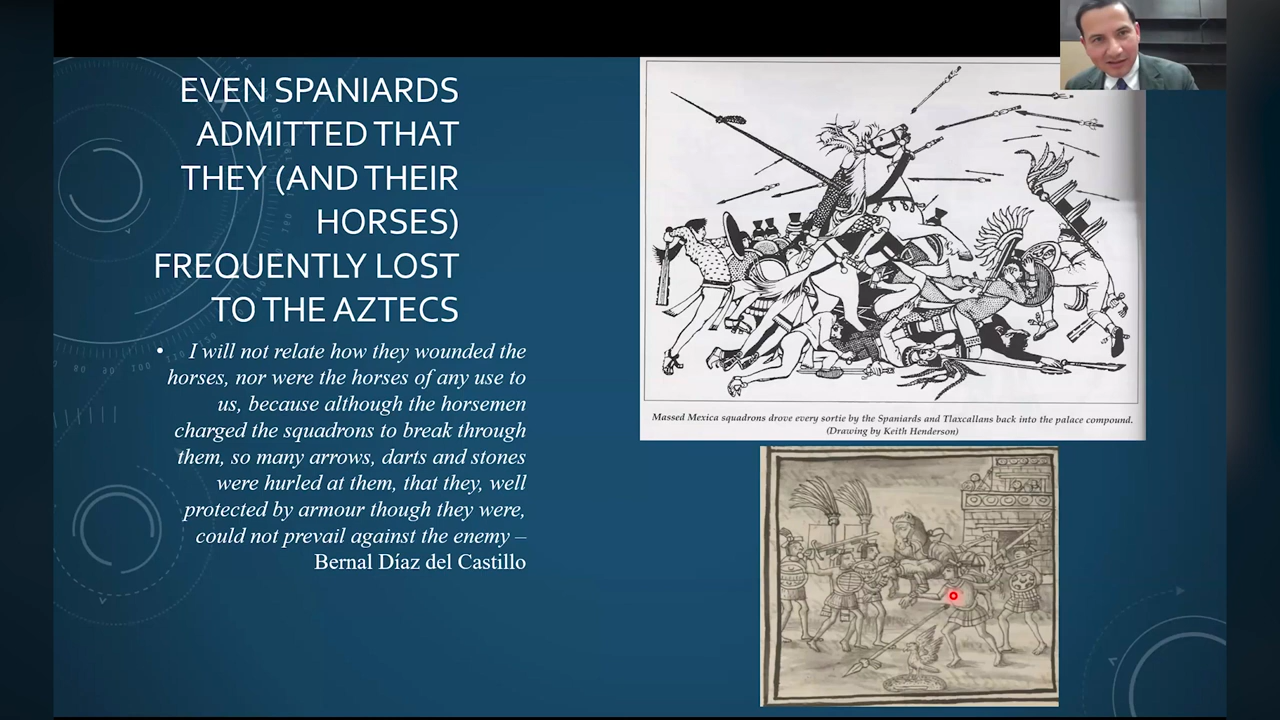 EVEN SPANIARDS
ADMITTED THAT
THEY (AND THEIR
HORSES)
FREQUENTLY LOST
TO THE AZTECS
• I will not relate how they wounded the
horses, nor were the horses of any use to
us, because although the horsemen
charged the squadrons to break through
them, so many arrows, darts and stones
were hurled at them, that they, well
protected by armour though they were,
could not prevail against the enemy –
Bernal Díaz del Castillo
Massed Mexica squadrons drove every sortie by the Spaniards and Tlaxcallans back into the palace compound.
(Drawing by Keith Henderson)